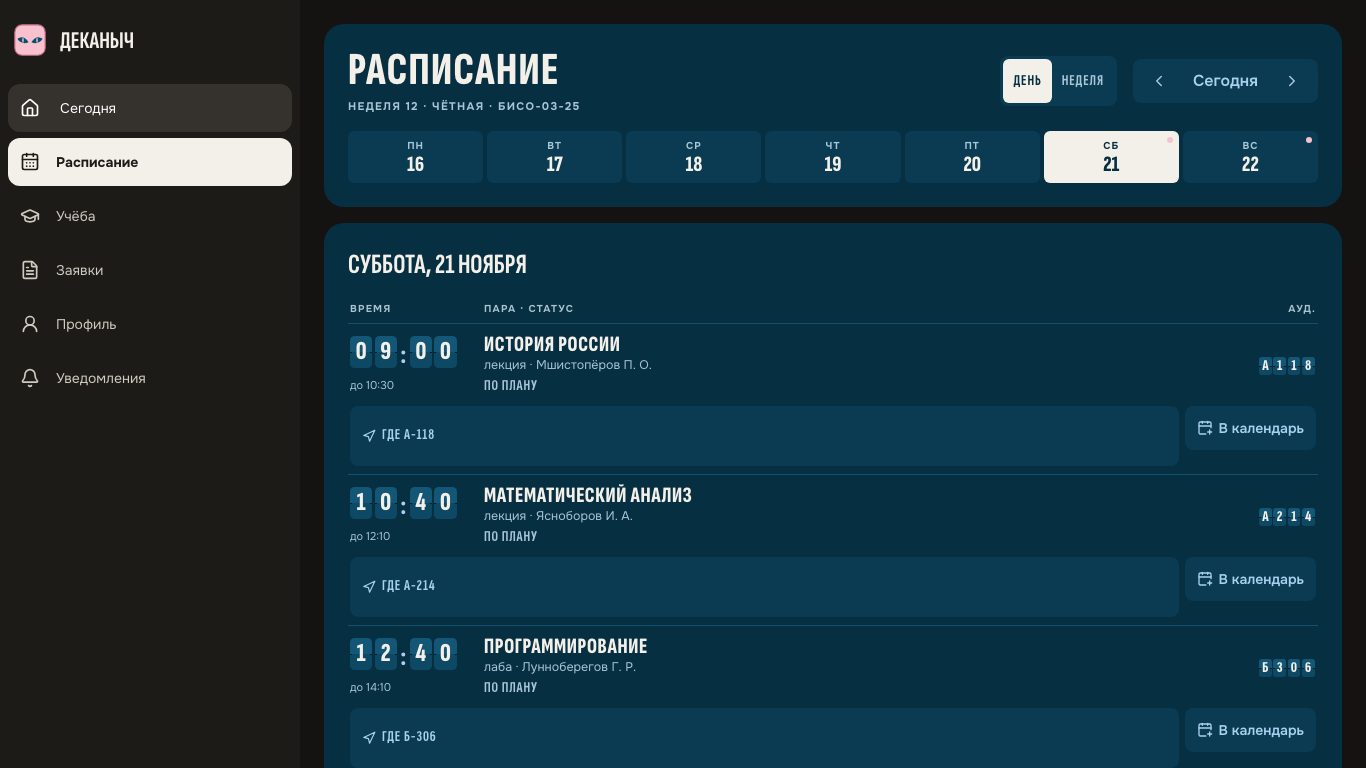 ДЕКАНЫЧ
Сегодня
Расписание
Учёба
Заявки
Профиль
Уведомления
РАСПИСАНИЕ
НЕДЕЛЯ 12 · ЧЁТНАЯ · БИСО-03-25
ДЕНЬ НЕДЕЛЯ
Сегодня
ПН ВТ СР ЧТ ПТ СБ ВС
16 17 18 19 20 21 22
СУББОТА, 21 НОЯБРЯ
ВРЕМЯ ПАРА · СТАТУС АУД.
09:00 ИСТОРИЯ РОССИИ
лекция · Мшистопёров П. О. А118
до 10:30 ПО ПЛАНУ
ГДЕ А-118 В календарь
10:40 МАТЕМАТИЧЕСКИЙ АНАЛИЗ
лекция · Ясноборов И. А. А214
до 12:10 ПО ПЛАНУ
ГДЕ А-214 В календарь
12:40 ПРОГРАММИРОВАНИЕ
лаба · Лунноберегов Г. Р. Б306
до 14:10 ПО ПЛАНУ
ГДЕ Б-306 В календарь